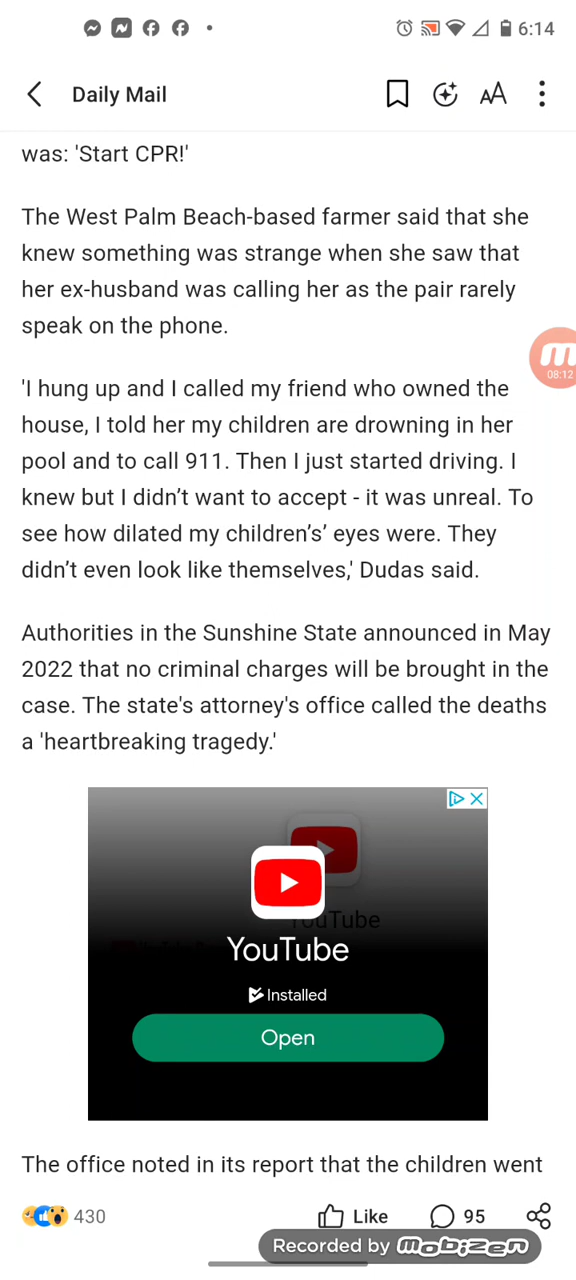 6:14
Daily Mail
AA
was: 'Start CPR!'
The West Palm Beach-based farmer said that she
knew something was strange when she saw that
her ex-husband was calling her as the pair rarely
speak on the phone.
08:12
'I hung up and I called my friend who owned the
house, I told her my children are drowning in her
pool and to call 911. Then I just started driving. I
knew but I didn’t want to accept - it was unreal. To
see how dilated my children’s’ eyes were. They
didn’t even look like themselves,' Dudas said.
Authorities in the Sunshine State announced in May
2022 that no criminal charges will be brought in the
case. The state's attorney's office called the deaths
a 'heartbreaking tragedy.'
YouTube
YouTube
Installed
Open
The office noted in its report that the children went
430
Like
95
Recorded by mobizen